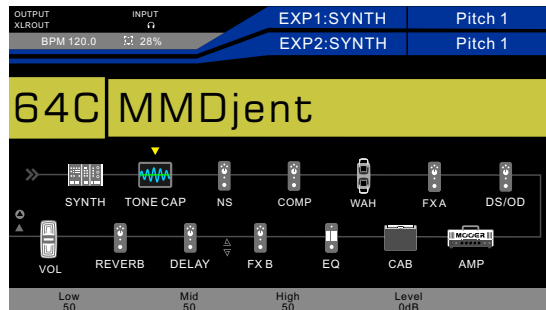 OUTPUT INPUT EXP1:SYNTH Pitch 1
XLROUT
BPM 120.0 28% EXP2:SYNTH Pitch 1
64C MMDjent
SYNTH TONE CAP NS COMP WAH FX A DS/OD
MOOER
VOL REVERB DELAY FX B EQ CAB AMP
Low Mid High Level
50 50 50 0dB